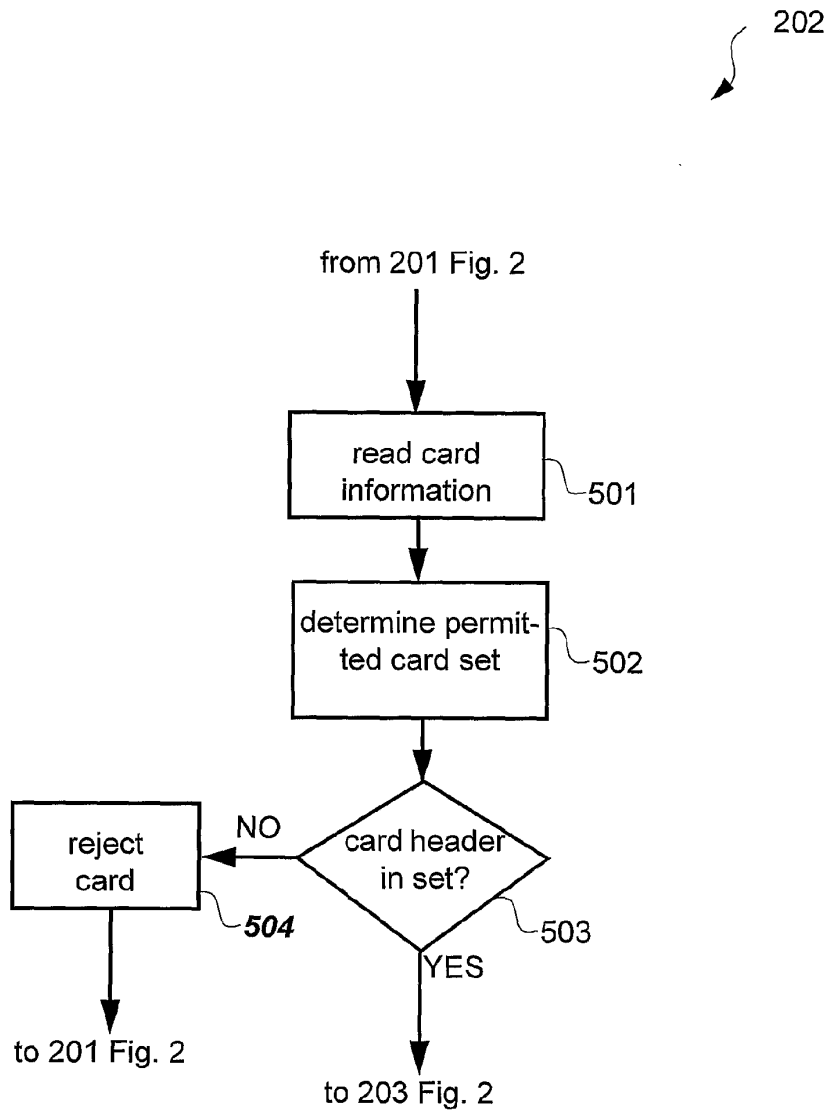 202
from 201 Fig. 2
read card
information
501
determine permit-
ted card set
502
card header
in set?
503
NO
reject
card
504
YES
to 201 Fig. 2
to 203 Fig. 2